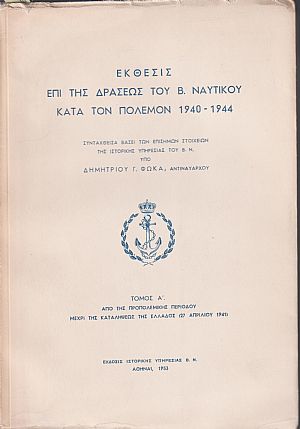 ΕΚΘΕΣΙΣ
ΕΠΙ ΤΗΣ ΔΡΑΣΕΩΣ ΤΟΥ Β. ΝΑΥΤΙΚΟΥ
ΚΑΤΑ ΤΟΝ ΠΟΛΕΜΟΝ 1940-1944
ΣΥΝΤΑΧΘΕΙΣΑ ΒΑΣΕΙ ΤΩΝ ΕΠΙΣΗΜΩΝ ΣΤΟΙΧΕΙΩΝ
ΤΗΣ ΙΣΤΟΡΙΚΗΣ ΥΠΗΡΕΣΙΑΣ ΤΟΥ Β. Ν.
ΥΠΟ
ΔΗΜΗΤΡΙΟΥ Γ. ΦΩΚΑ, ΑΝΤΙΝΑΥΑΡΧΟΥ
ΤΟΜΟΣ Α'.
ΑΠΟ ΤΗΣ ΠΡΟΠΟΛΕΜΙΚΗΣ ΠΕΡΙΟΔΟΥ
ΜΕΧΡΙ ΤΗΣ ΚΑΤΑΛΗΨΕΩΣ ΤΗΣ ΕΛΛΑΔΟΣ (27 ΑΠΡΙΛΙΟΥ 1941)
ΕΚΔΟΣΙΣ ΙΣΤΟΡΙΚΗΣ ΥΠΗΡΕΣΙΑΣ Β. Ν.
ΑΘΗΝΑΙ, 1953